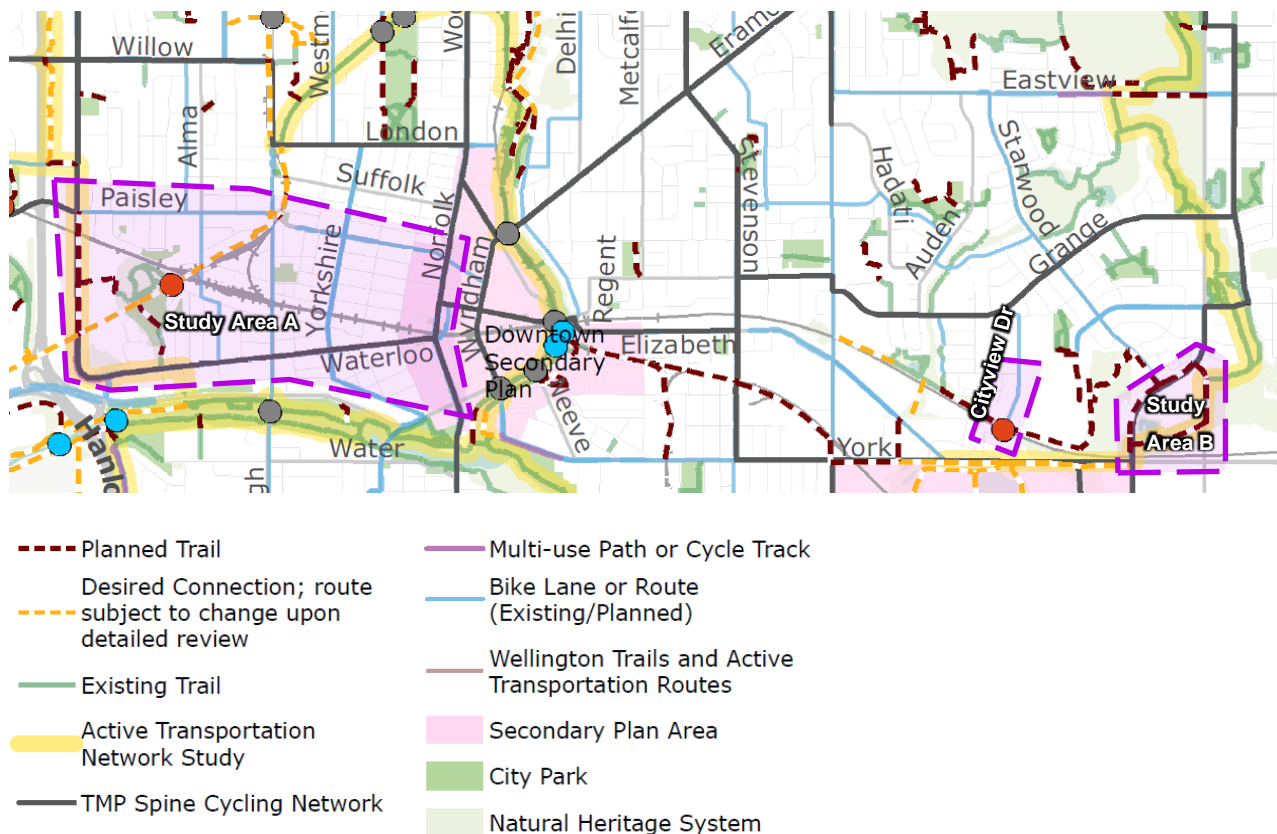 Willow
Westm
Woo
Delhi
Metcalfe
Eramo
Eastview
Alma
London
Suffolk
Stevenson
Hadati
Starwood
Paisley
Yorkshire
Norfolk
Wyndham
Regent
Auden
Grange
Study Area A
Waterloo
Downtown
Secondary
Plan
Elizabeth
Cityview Dr
Study
Area B
Hanlo
Water
Neeve
York
gh
Planned Trail
Desired Connection; route
subject to change upon
detailed review
Existing Trail
Active Transportation
Network Study
TMP Spine Cycling Network
Multi-use Path or Cycle Track
Bike Lane or Route
(Existing/Planned)
Wellington Trails and Active
Transportation Routes
Secondary Plan Area
City Park
Natural Heritage System